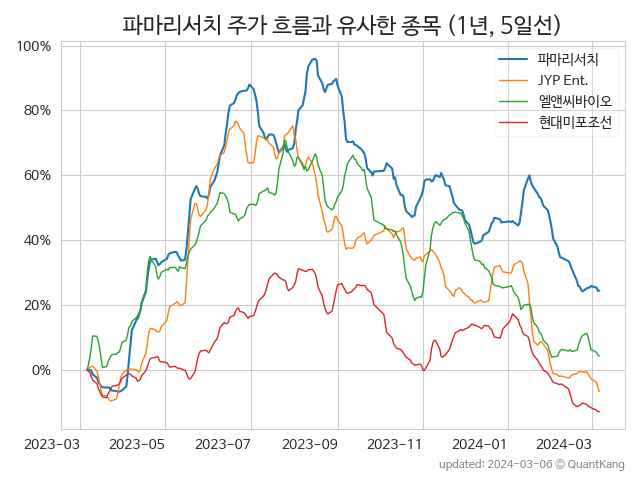 파마리서치 주가 흐름과 유사한 종목 (1년, 5일선)
파마리서치
JYP Ent.
엘앤씨바이오
현대미포조선
100%
80%
60%
40%
20%
0%
2023-03 2023-05 2023-07 2023-09 2023-11 2024-01 2024-03
updated: 2024-03-06 © QuantKang